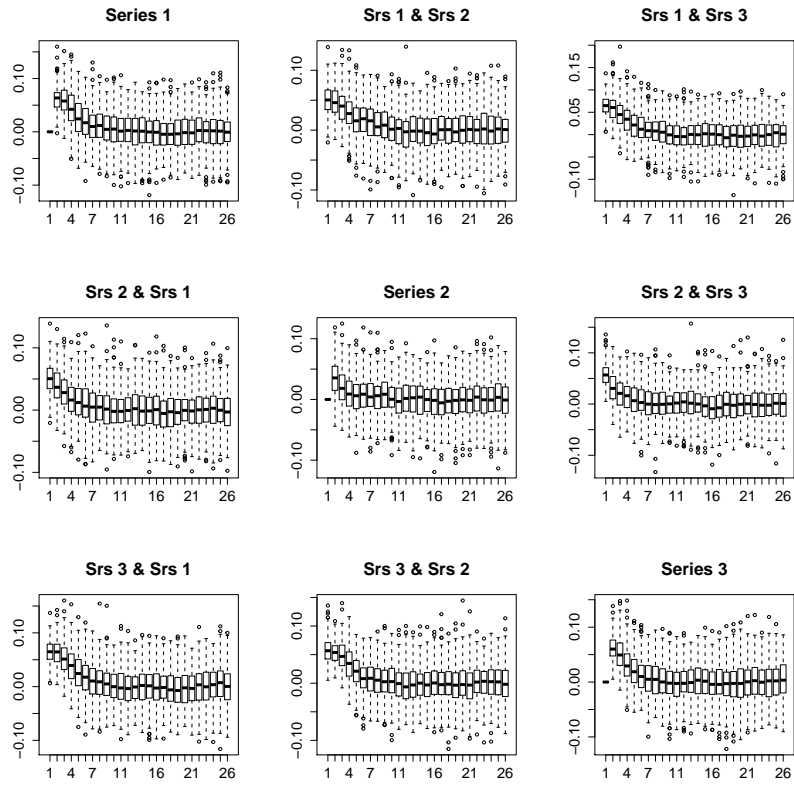 Series 1
Srs 1 & Srs 2
Srs 1 & Srs 3
−0.10 0.00 0.10
−0.10 0.00 0.10
−0.10 0.05 0.15
1 4 7 11 16 21 26
1 4 7 11 16 21 26
1 4 7 11 16 21 26
Srs 2 & Srs 1
Series 2
Srs 2 & Srs 3
−0.10 0.00 0.10
−0.10 0.00 0.10
−0.10 0.00 0.10
1 4 7 11 16 21 26
1 4 7 11 16 21 26
1 4 7 11 16 21 26
Srs 3 & Srs 1
Srs 3 & Srs 2
Series 3
−0.10 0.00 0.10
−0.10 0.00 0.10
−0.10 0.00 0.10
1 4 7 11 16 21 26
1 4 7 11 16 21 26
1 4 7 11 16 21 26